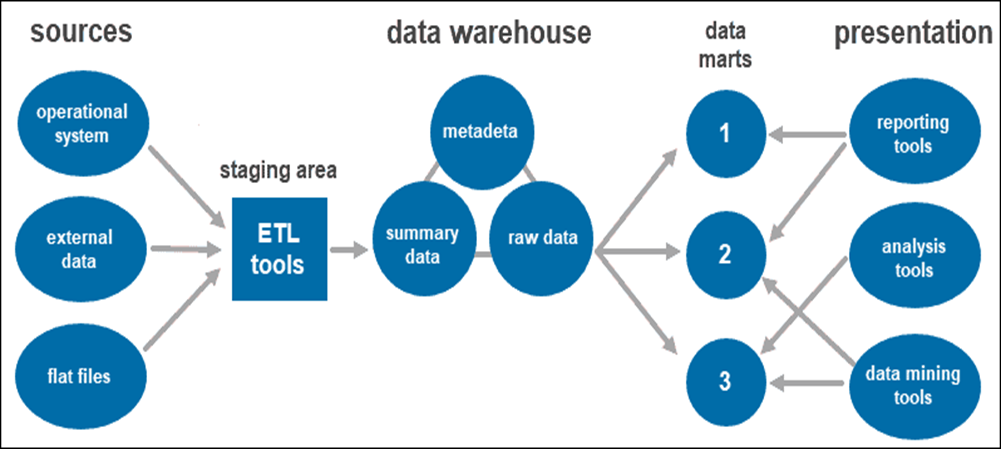 sources
data warehouse
data
marts
presentation
operational
system
external
data
flat files
staging area
ETL
tools
metadeta
summary
data
raw data
1
2
3
reporting
tools
analysis
tools
data mining
tools